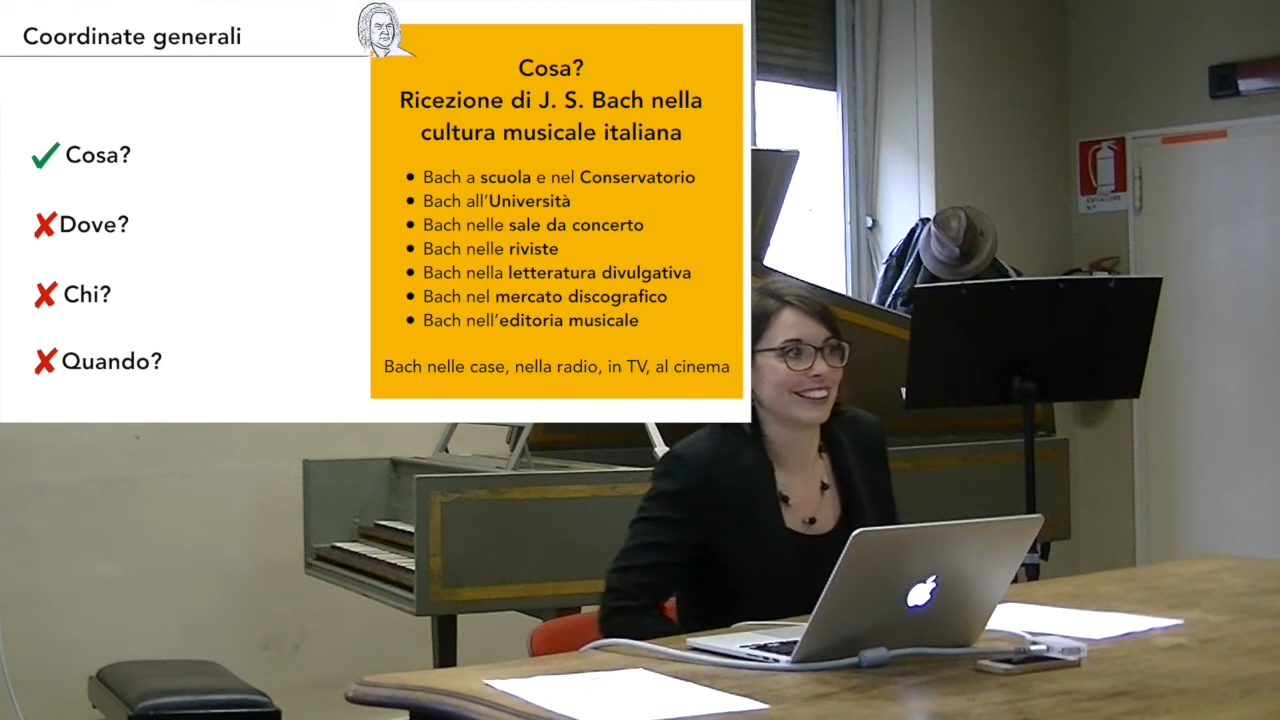 Coordinate generali
Cosa?
Dove?
Chi?
Quando?
Cosa?
Ricezione di J. S. Bach nella
cultura musicale italiana
• Bach a scuola e nel Conservatorio
• Bach all'Università
• Bach nelle sale da concerto
• Bach nelle riviste
• Bach nella letteratura divulgativa
• Bach nel mercato discografico
• Bach nell'editoria musicale
Bach nelle case, nella radio, in TV, al cinema
ESTINTORE